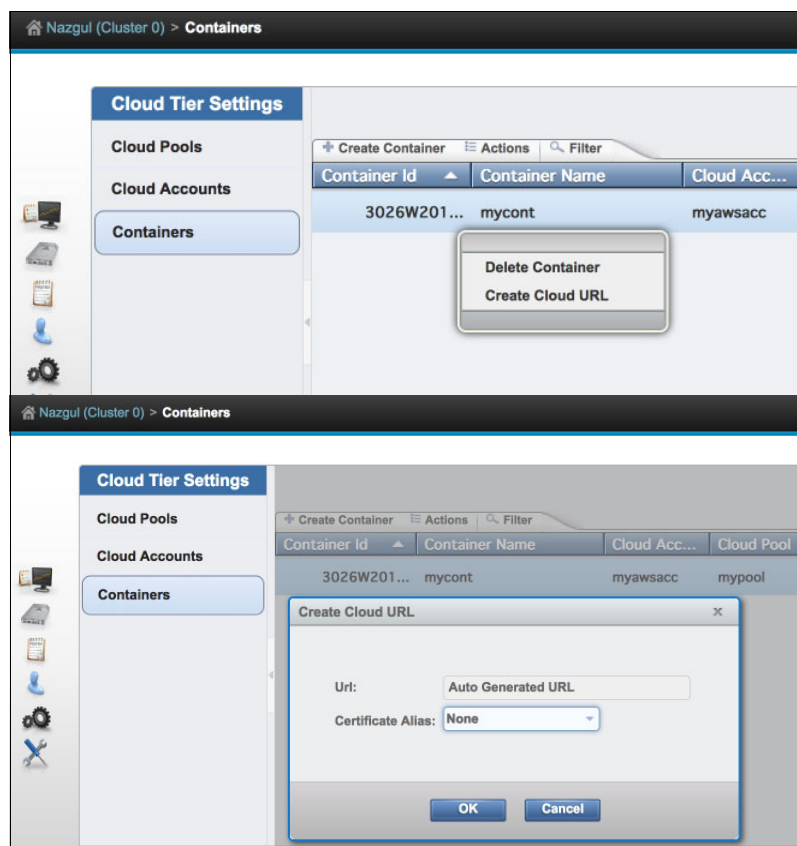 Nazgul (Cluster 0) > Containers
Cloud Tier Settings
Cloud Pools
Cloud Accounts
Containers
Create Container Actions Filter
Container Id Container Name Cloud Acc...
3026W201... mycont myawsacc
Delete Container
Create Cloud URL
Nazgul (Cluster 0) > Containers
Cloud Tier Settings
Cloud Pools
Cloud Accounts
Containers
Create Container Actions Filter
Container Id Container Name Cloud Acc... Cloud Pool
3026W201... mycont myawsacc mypool
Create Cloud URL x
Url: Auto Generated URL
Certificate Alias: None
OK Cancel